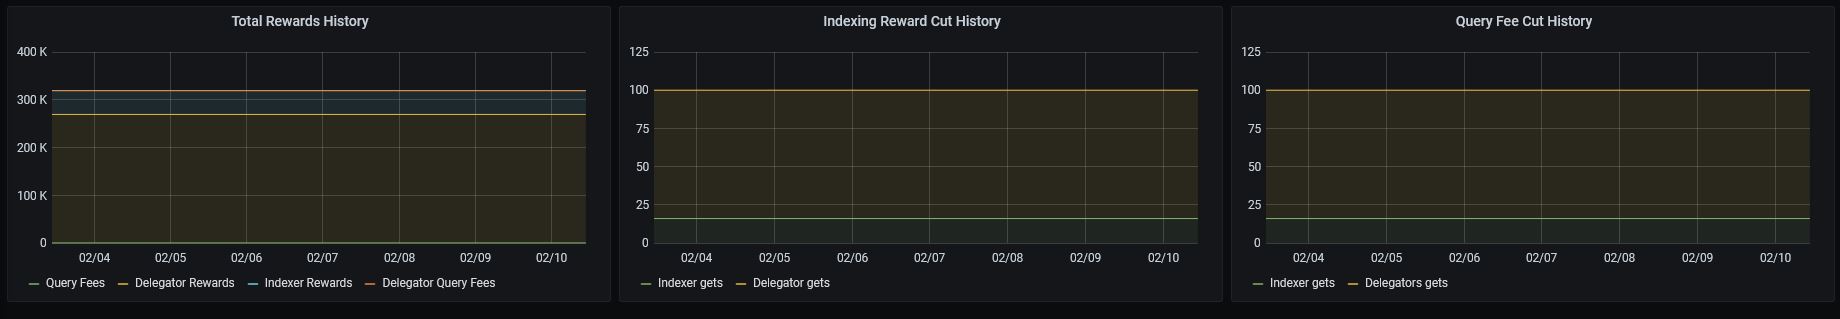 Total Rewards History
400 K
300 K
200 K
100 K
0
02/04 02/05 02/06 02/07 02/08 02/09 02/10
Query Fees Delegator Rewards Indexer Rewards Delegator Query Fees
Indexing Reward Cut History
125
100
75
50
25
0
02/04 02/05 02/06 02/07 02/08 02/09 02/10
Indexer gets Delegator gets
Query Fee Cut History
125
100
75
50
25
0
02/04 02/05 02/06 02/07 02/08 02/09 02/10
Indexer gets Delegators gets